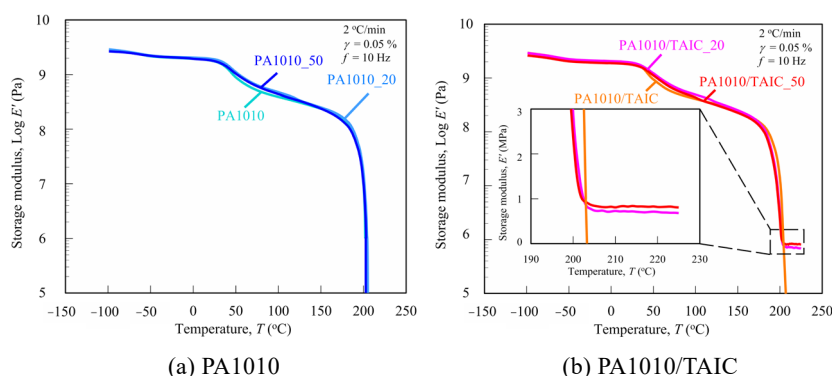 10
9
8
7
6
5
Storage modulus, Log E′ (Pa)
2 °C/min
γ = 0.05 %
f = 10 Hz
PA1010_50
PA1010_20
PA1010
−150 −100 −50 0 50 100 150 200 250
Temperature, T (°C)
(a) PA1010
10
9
8
7
6
5
Storage modulus, Log E′ (Pa)
2 °C/min
γ = 0.05 %
f = 10 Hz
PA1010/TAIC_20
PA1010/TAIC_50
PA1010/TAIC
3
2
1
0
Storage modulus, E′ (MPa)
190 200 210 220 230
Temperature, T (°C)
−150 −100 −50 0 50 100 150 200 250
Temperature, T (°C)
(b) PA1010/TAIC